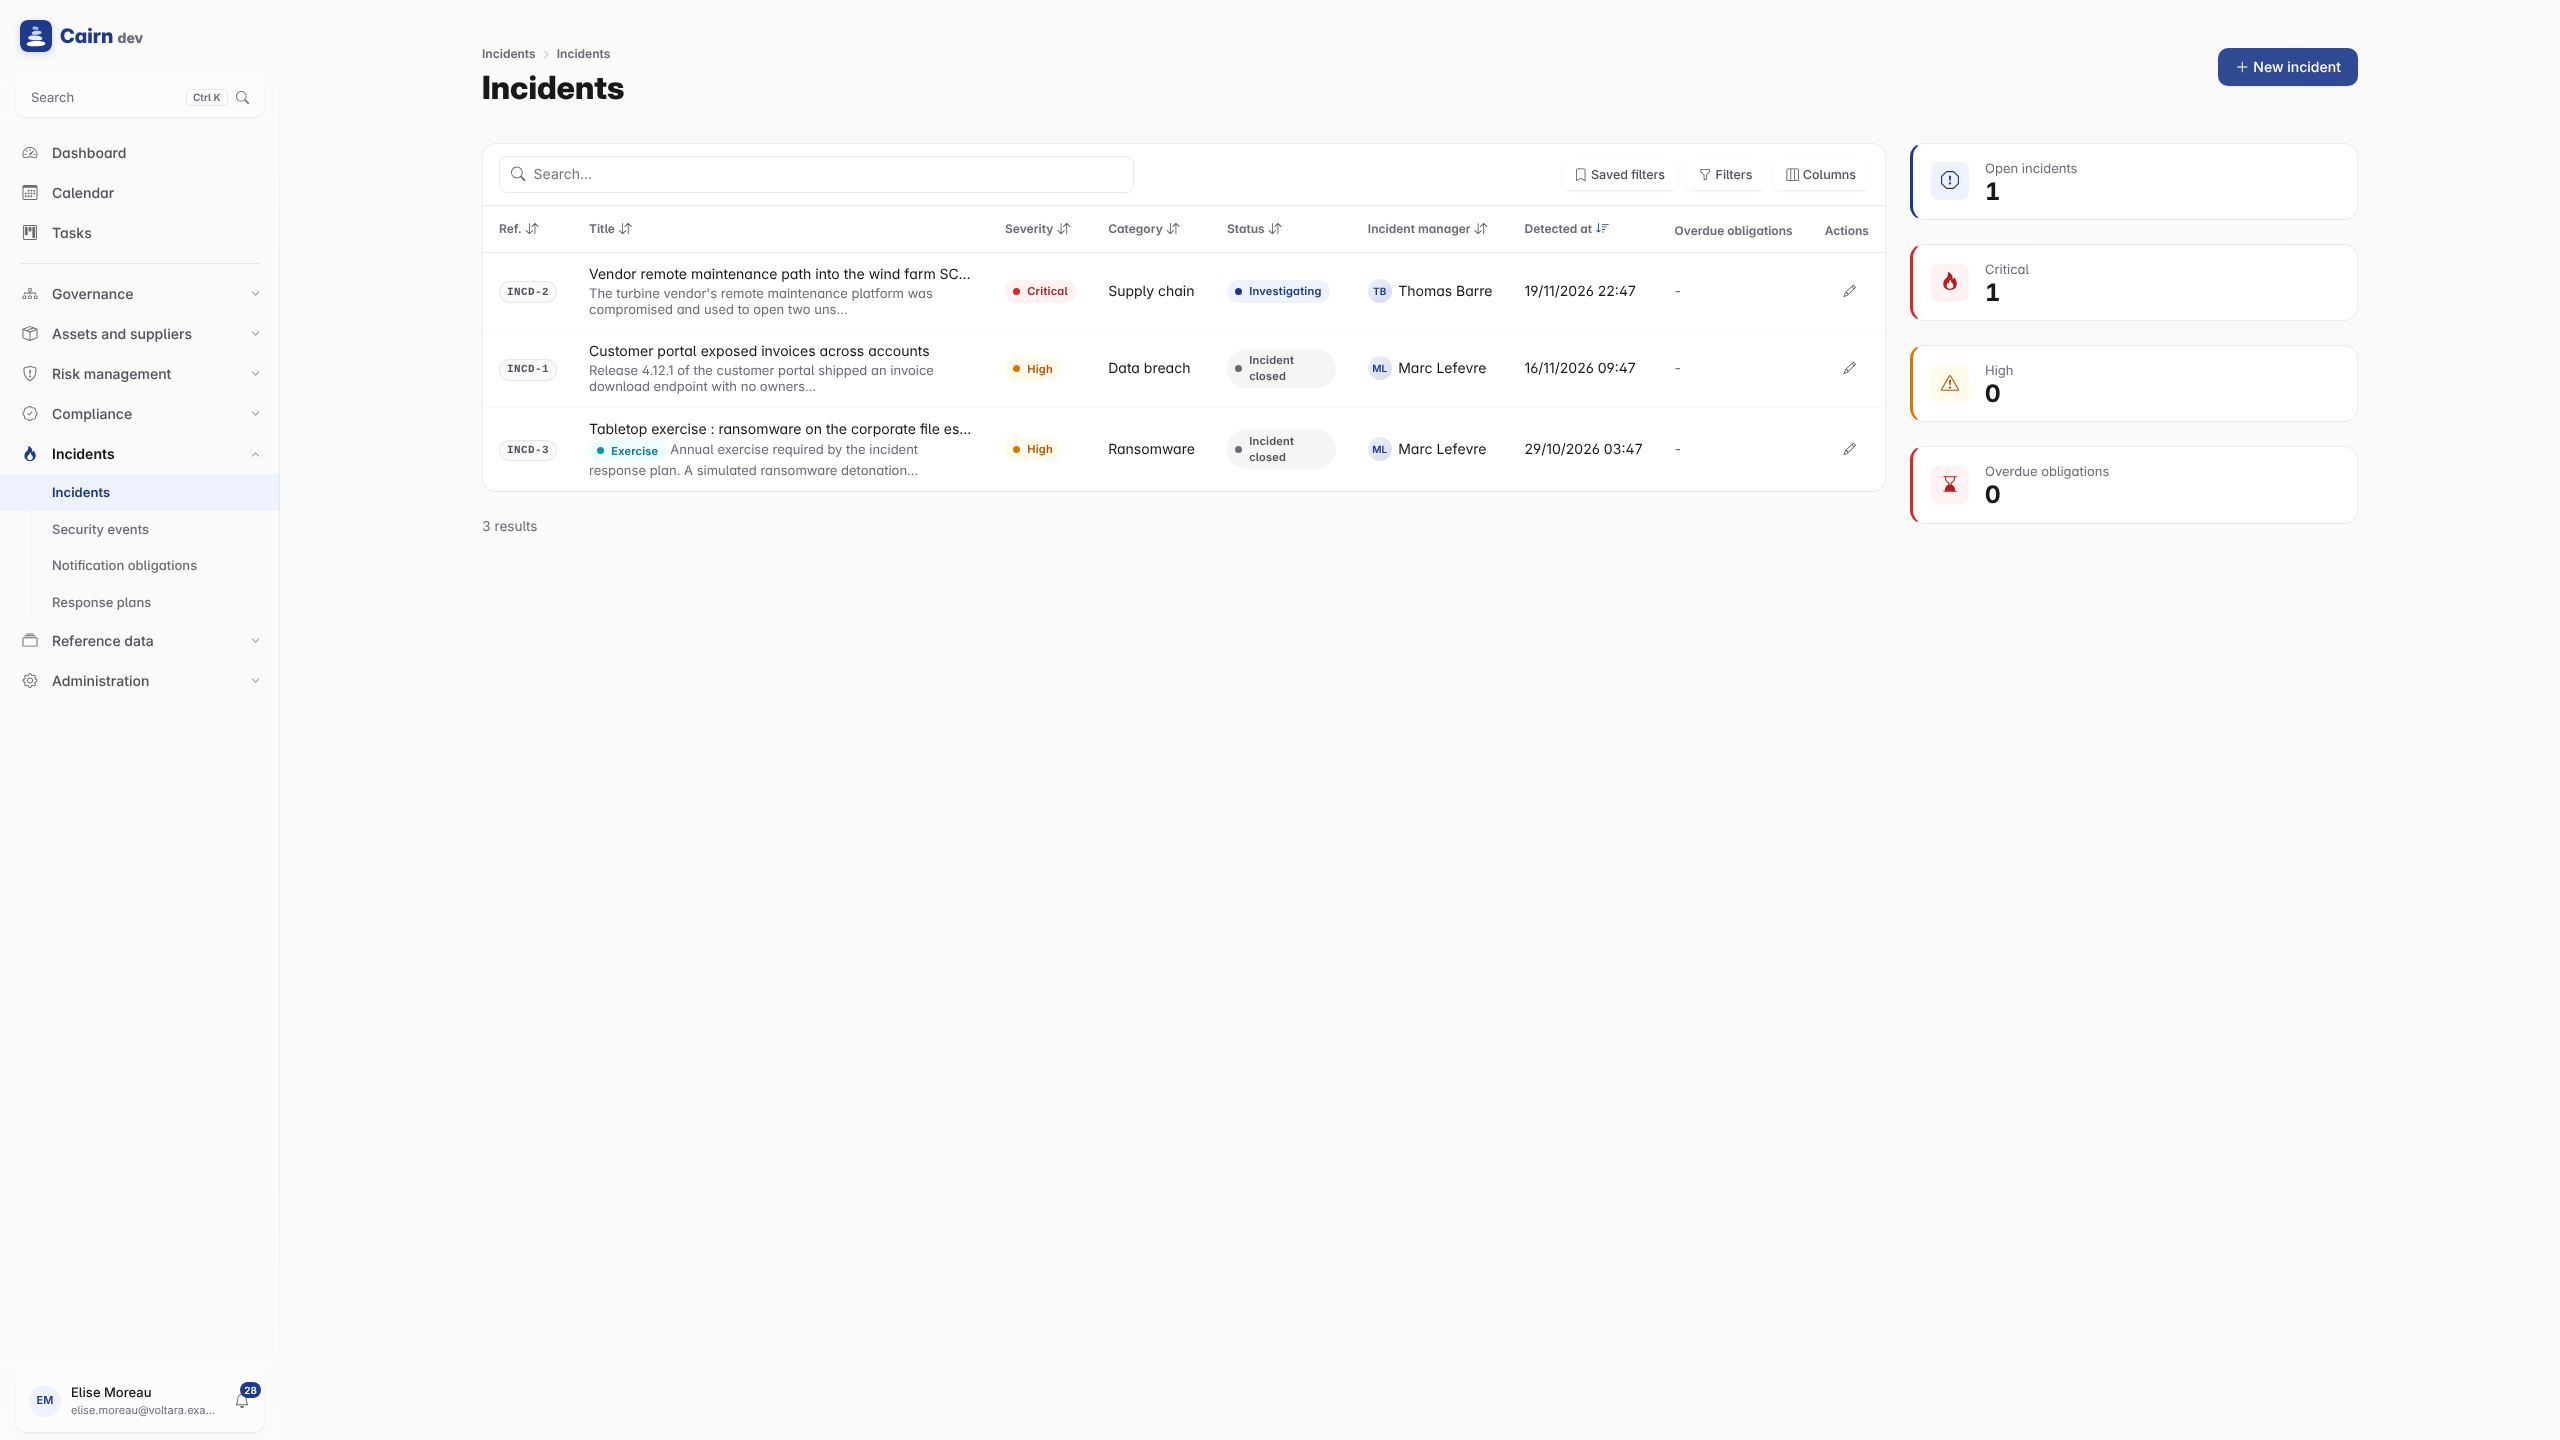 Cairn dev
Search
Ctrl K
Dashboard
Calendar
Tasks
Governance
Assets and suppliers
Risk management
Compliance
Incidents
Incidents
Security events
Notification obligations
Response plans
Reference data
Administration
EM
Elise Moreau
elise.moreau@voltara.exa...
28
Incidents > Incidents
Incidents
+ New incident
Search...
Saved filters
Filters
Columns
Ref. Title Severity Category Status Incident manager Detected at Overdue obligations Actions
INCD-2
Vendor remote maintenance path into the wind farm SC...
The turbine vendor's remote maintenance platform was
compromised and used to open two uns...
Critical
Supply chain
Investigating
TB Thomas Barre
19/11/2026 22:47
-
INCD-1
Customer portal exposed invoices across accounts
Release 4.12.1 of the customer portal shipped an invoice
download endpoint with no owners...
High
Data breach
Incident
closed
ML Marc Lefevre
16/11/2026 09:47
-
INCD-3
Tabletop exercise : ransomware on the corporate file es...
Exercise Annual exercise required by the incident
response plan. A simulated ransomware detonation...
High
Ransomware
Incident
closed
ML Marc Lefevre
29/10/2026 03:47
-
3 results
Open incidents
1
Critical
1
High
0
Overdue obligations
0